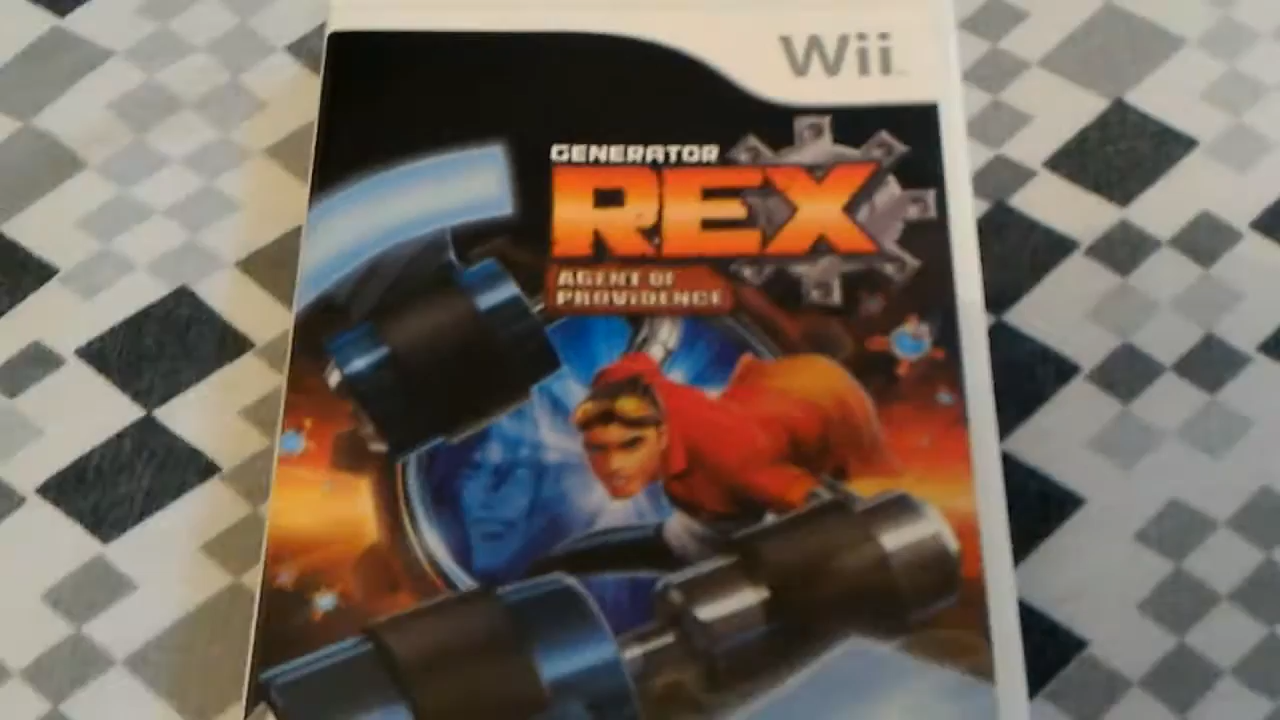 Wii
GENERATOR
REX
AGENT OF
PROVIDENCE